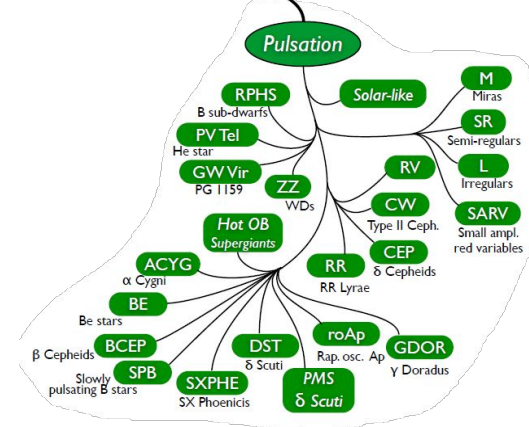 Pulsation
RPHS
B sub-dwarfs
Solar-like
M
Miras
PV Tel
He star
SR
Semi-regulars
GW Vir
PG 1159
ZZ
WDs
RV
L
Irregulars
CW
Type II Ceph.
SARV
Small ampl.
red variables
Hot OB
Supergiants
CEP
δ Cepheids
RR
RR Lyrae
ACYG
α Cygni
BE
Be stars
BCEP
β Cepheids
SPB
Slowly
pulsating B stars
SXPHE
SX Phoenicis
DST
δ Scuti
PMS
δ Scuti
roAp
Rap. osc. Ap
GDOR
γ Doradus